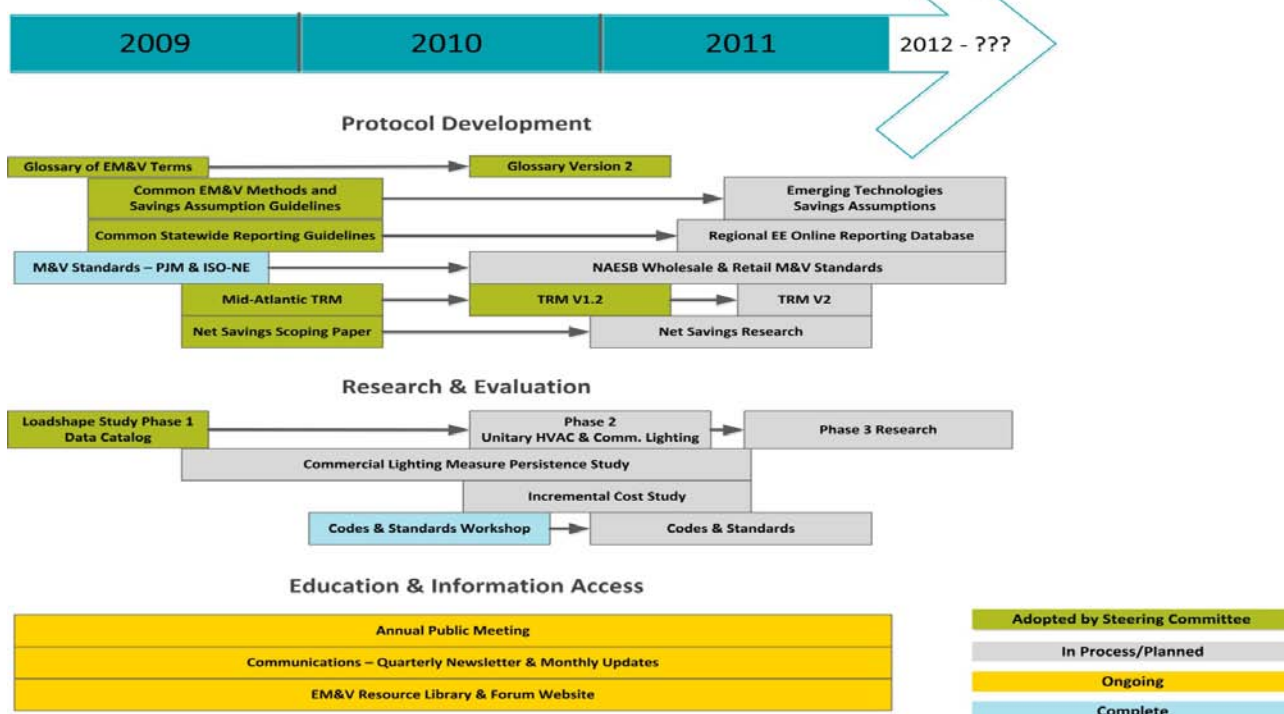 2009
2010
2011
2012 - ???
Protocol Development
Glossary of EM&V Terms
Glossary Version 2
Common EM&V Methods and
Savings Assumption Guidelines
Emerging Technologies
Savings Assumptions
Common Statewide Reporting Guidelines
Regional EE Online Reporting Database
M&V Standards – PJM & ISO-NE
NAESB Wholesale & Retail M&V Standards
Mid-Atlantic TRM
TRM V1.2
TRM V2
Net Savings Scoping Paper
Net Savings Research
Research & Evaluation
Loadshape Study Phase 1
Data Catalog
Phase 2
Unitary HVAC & Comm. Lighting
Phase 3 Research
Commercial Lighting Measure Persistence Study
Incremental Cost Study
Codes & Standards Workshop
Codes & Standards
Education & Information Access
Annual Public Meeting
Communications – Quarterly Newsletter & Monthly Updates
EM&V Resource Library & Forum Website
Adopted by Steering Committee
In Process/Planned
Ongoing
Complete